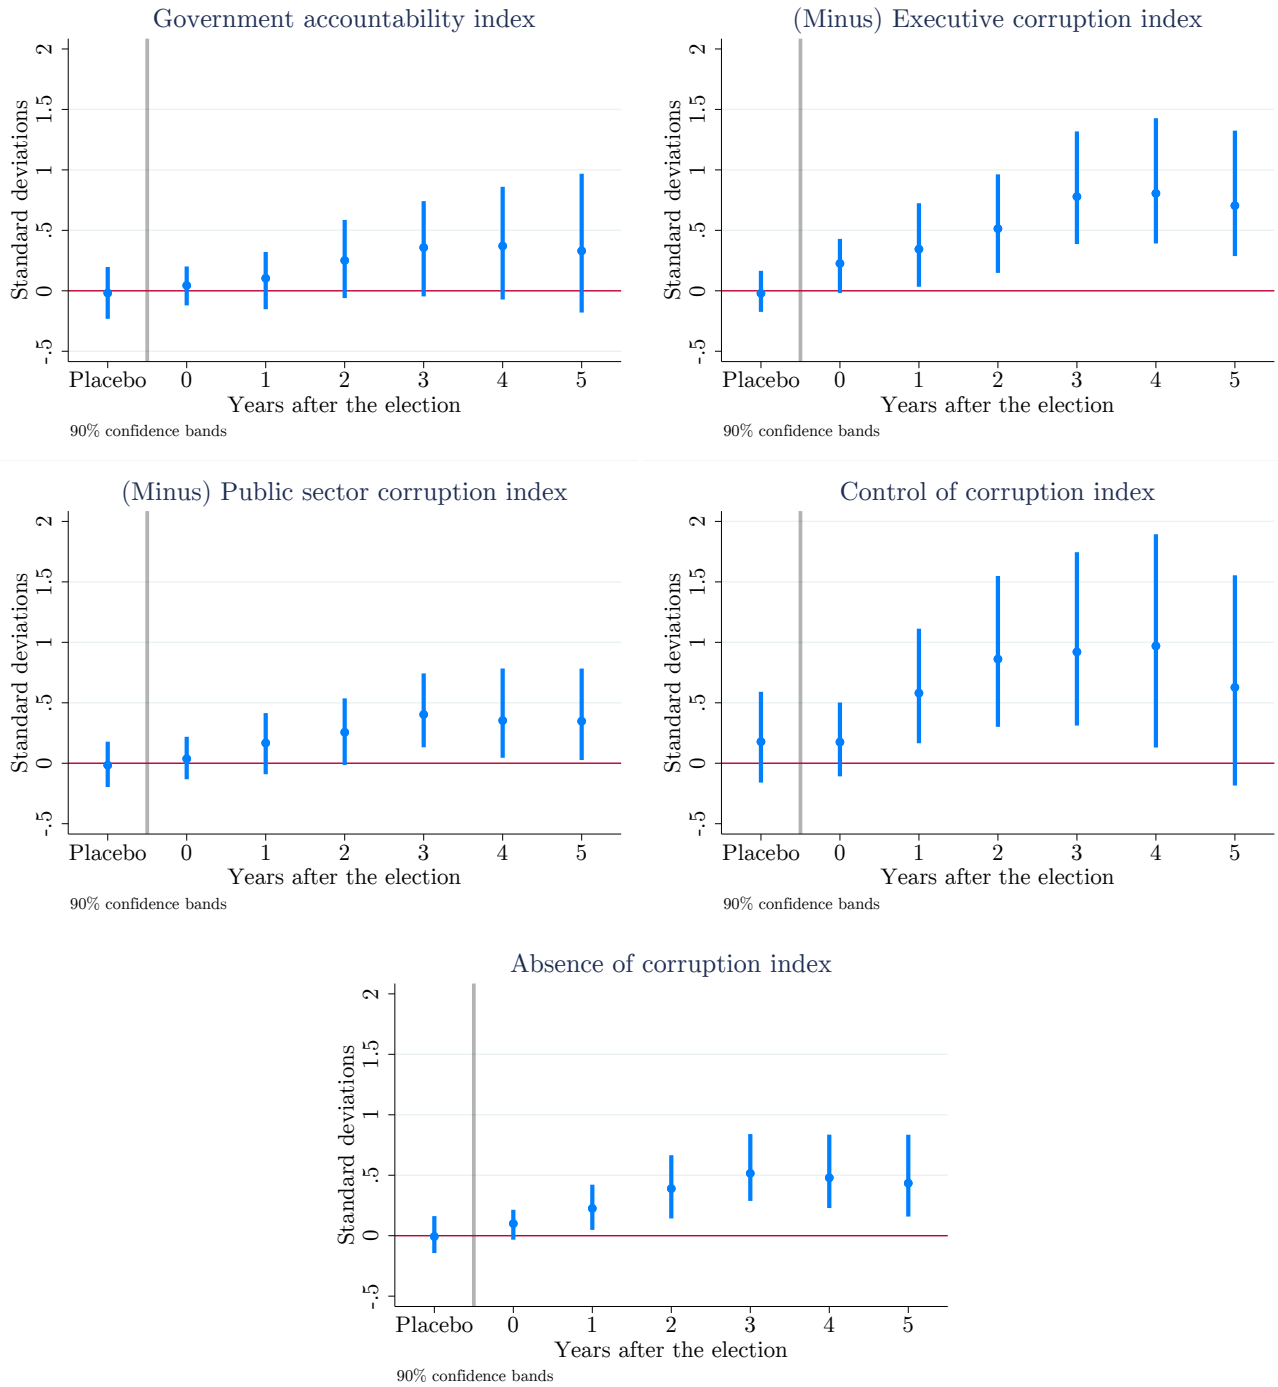 Government accountability index
Standard deviations
2
1.5
1
.5
0
-.5
Placebo 0 1 2 3 4 5
Years after the election
90% confidence bands
(Minus) Executive corruption index
Standard deviations
2
1.5
1
.5
0
-.5
Placebo 0 1 2 3 4 5
Years after the election
90% confidence bands
(Minus) Public sector corruption index
Standard deviations
2
1.5
1
.5
0
-.5
Placebo 0 1 2 3 4 5
Years after the election
90% confidence bands
Control of corruption index
Standard deviations
2
1.5
1
.5
0
-.5
Placebo 0 1 2 3 4 5
Years after the election
90% confidence bands
Absence of corruption index
Standard deviations
2
1.5
1
.5
0
-.5
Placebo 0 1 2 3 4 5
Years after the election
90% confidence bands